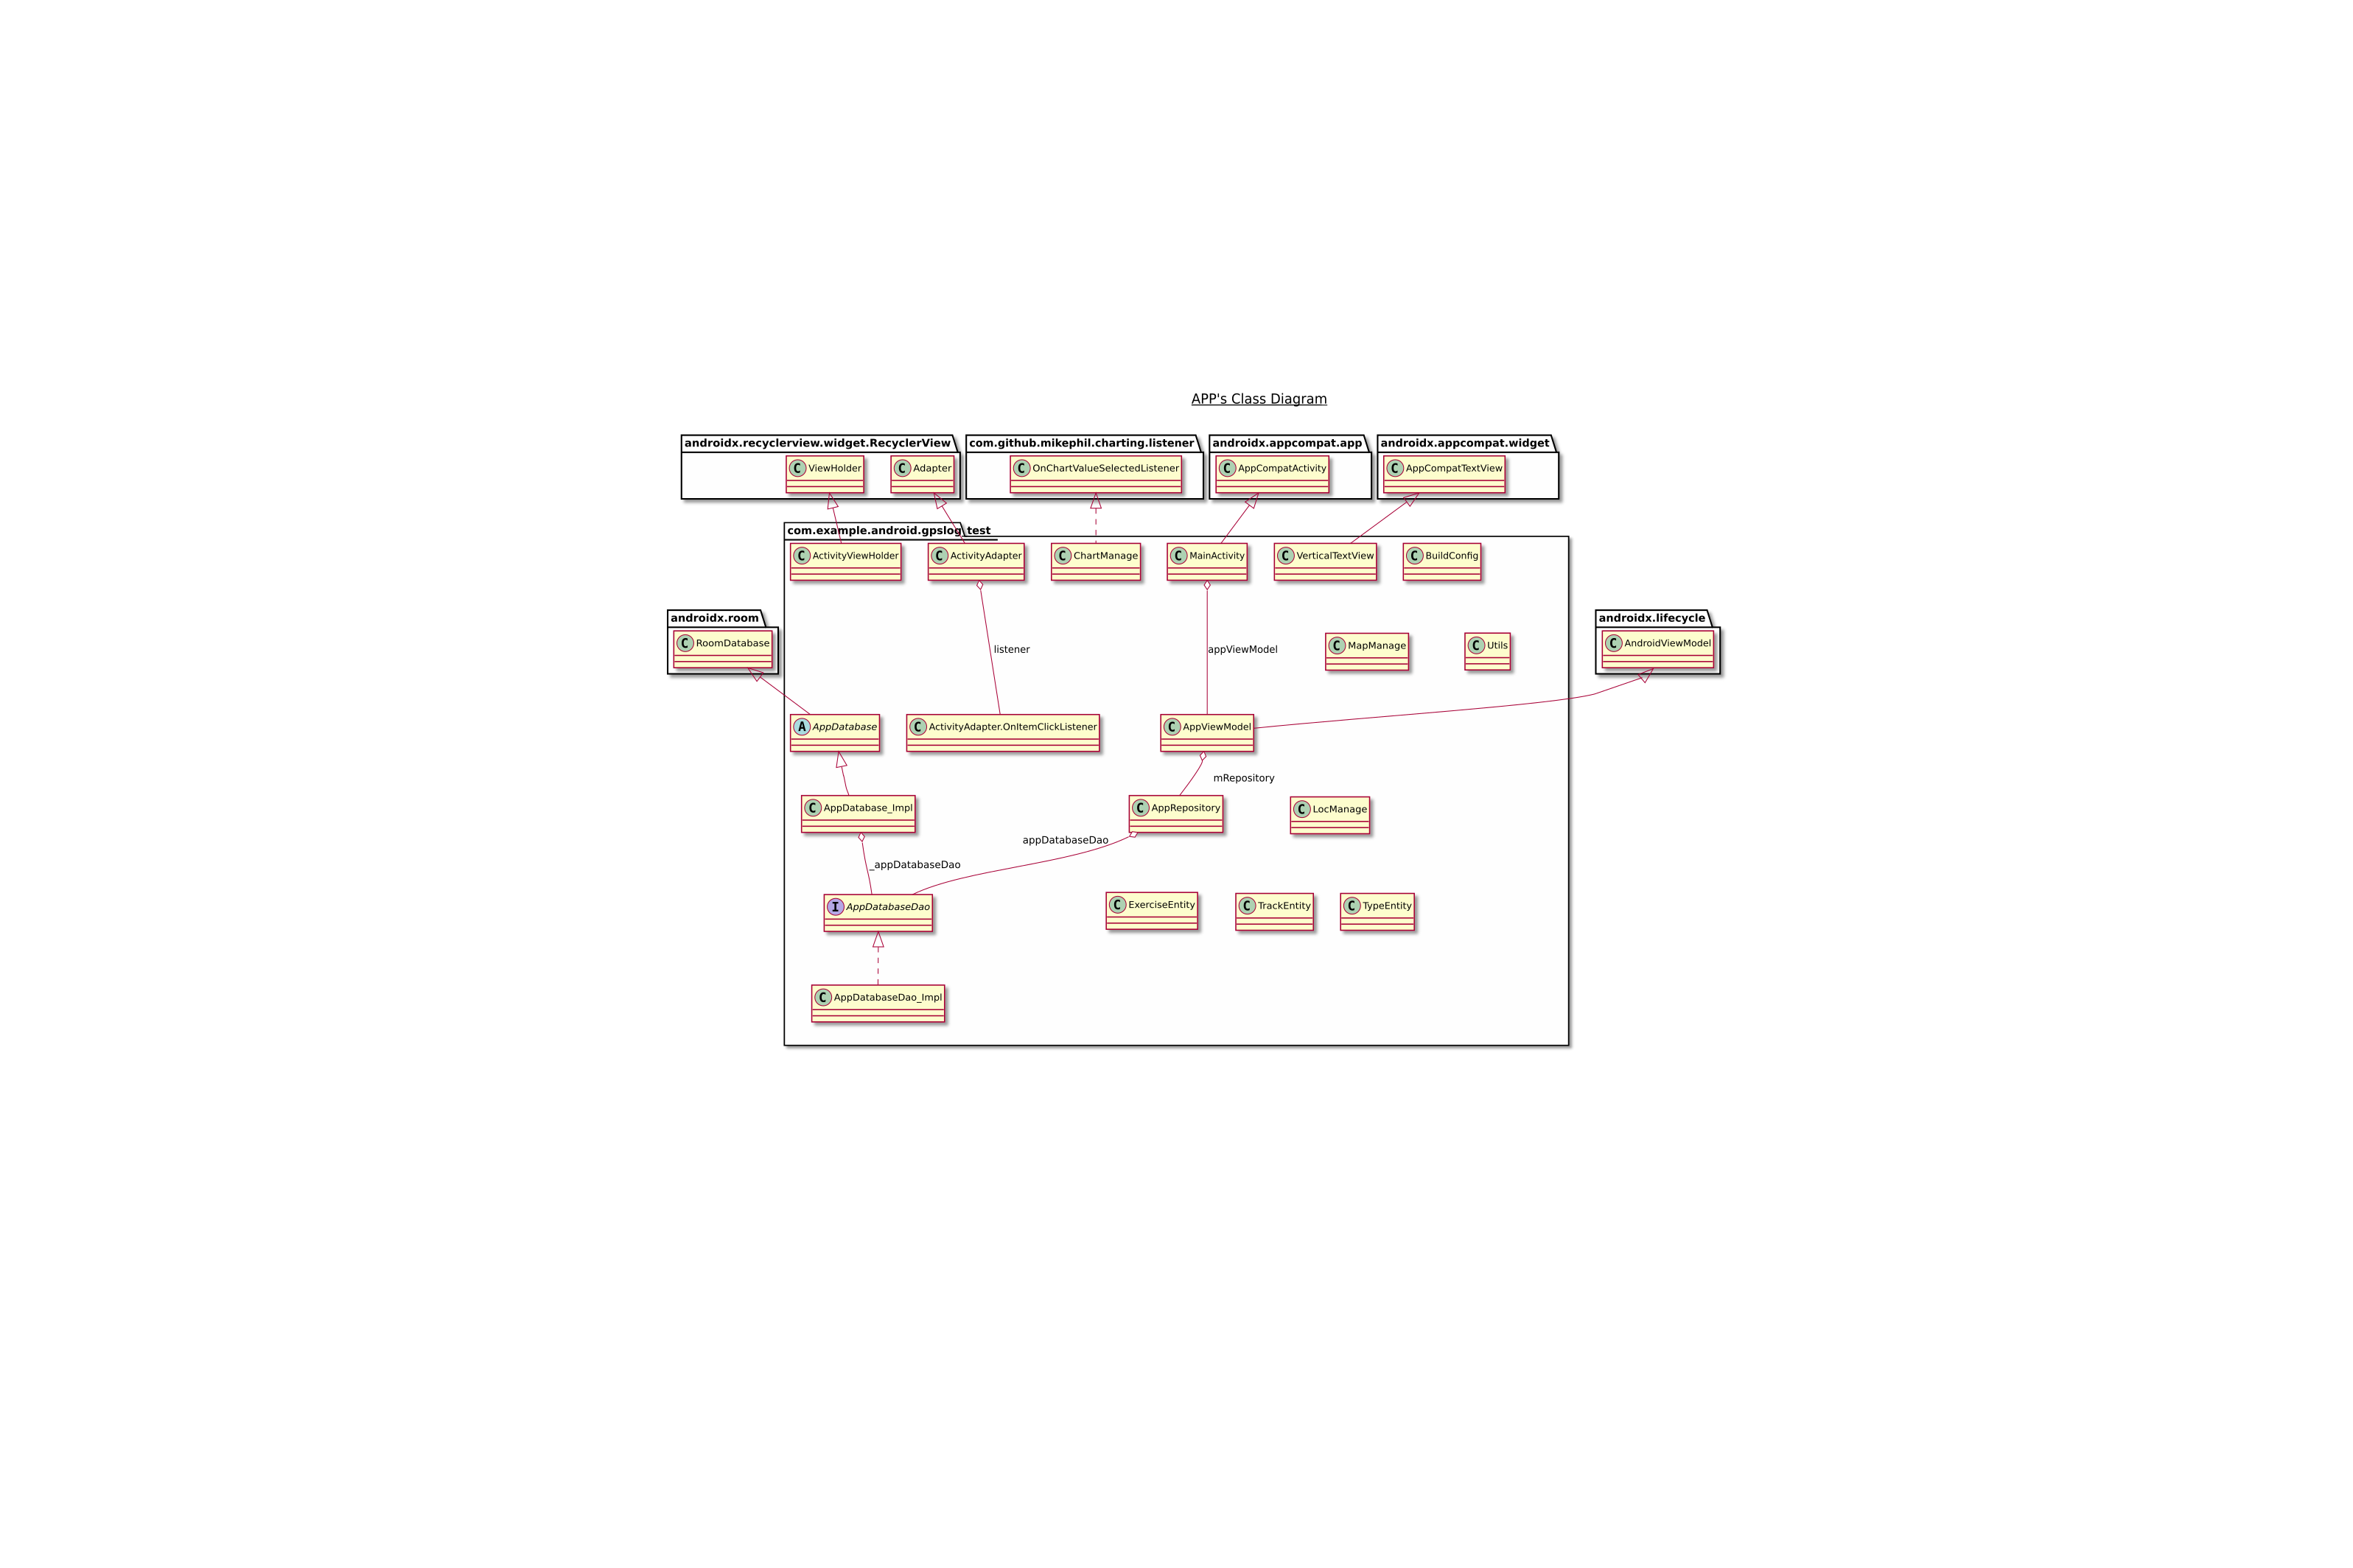 APP's Class Diagram
androidx.recyclerview.widget.RecyclerView
com.github.mikephil.charting.listener
androidx.appcompat.app
androidx.appcompat.widget
C ViewHolder
C Adapter
C OnChartValueSelectedListener
C AppCompatActivity
C AppCompatTextView
com.example.android.gpslog_test
C ActivityViewHolder
C ActivityAdapter
C ChartManage
C MainActivity
C VerticalTextView
C BuildConfig
androidx.room
androidx.lifecycle
C RoomDatabase
listener
appViewModel
C MapManage
C Utils
C AndroidViewModel
A AppDatabase
C ActivityAdapter.OnItemClickListener
C AppViewModel
mRepository
C AppDatabase_Impl
C AppRepository
C LocManage
appDatabaseDao
_appDatabaseDao
I AppDatabaseDao
C ExerciseEntity
C TrackEntity
C TypeEntity
C AppDatabaseDao_Impl